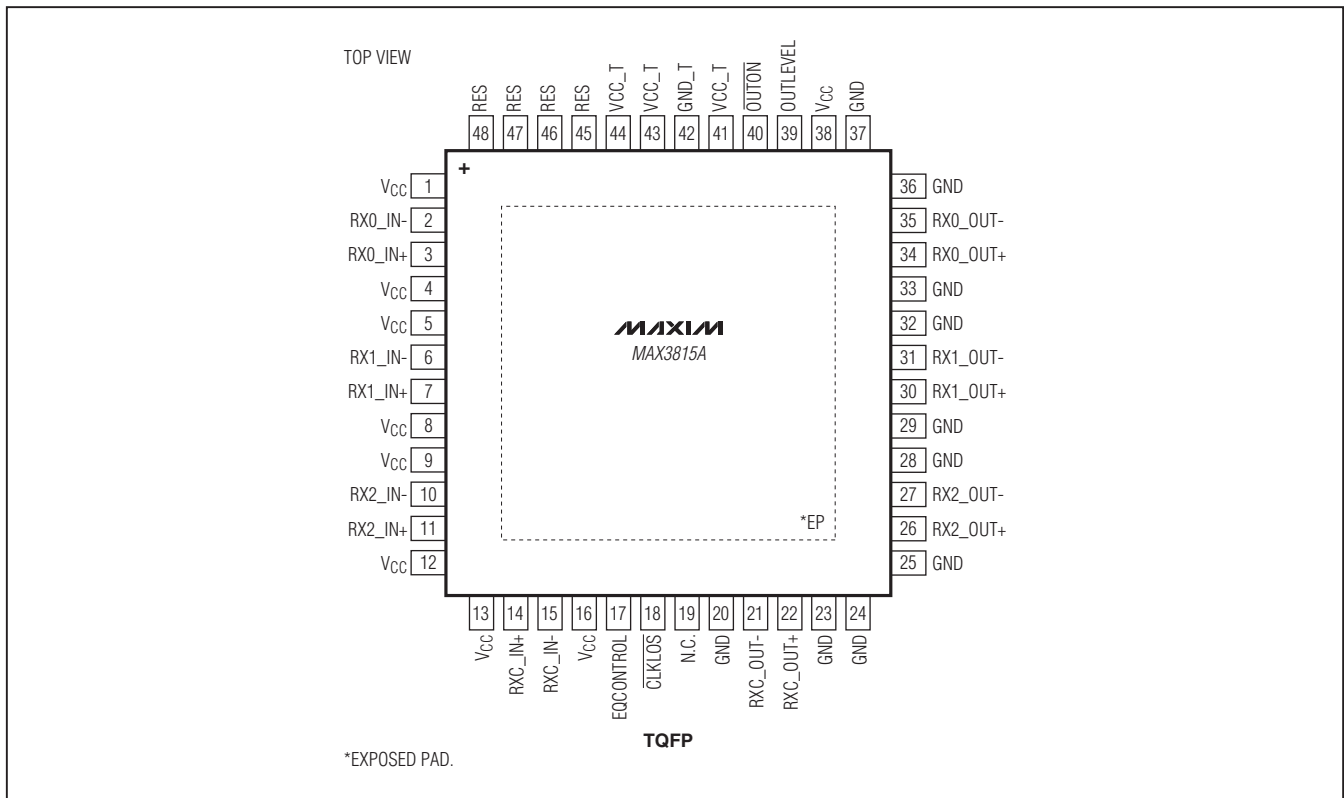 TOP VIEW
RES
RES
RES
RES
VCC_T
VCC_T
GND_T
VCC_T
OUTON
OUTLEVEL
VCC
GND
48 47 46 45 44 43 42 41 40 39 38 37
+
VCC 1
RX0_IN- 2
RX0_IN+ 3
VCC 4
VCC 5
RX1_IN- 6
RX1_IN+ 7
VCC 8
VCC 9
RX2_IN- 10
RX2_IN+ 11
VCC 12
MAXIM
MAX3815A
*EP
36 GND
35 RX0_OUT-
34 RX0_OUT+
33 GND
32 GND
31 RX1_OUT-
30 RX1_OUT+
29 GND
28 GND
27 RX2_OUT-
26 RX2_OUT+
25 GND
13 14 15 16 17 18 19 20 21 22 23 24
VCC
RXC_IN+
RXC_IN-
VCC
EQCONTROL
CLKLOS
N.C.
GND
RXC_OUT-
RXC_OUT+
GND
GND
TQFP
*EXPOSED PAD.